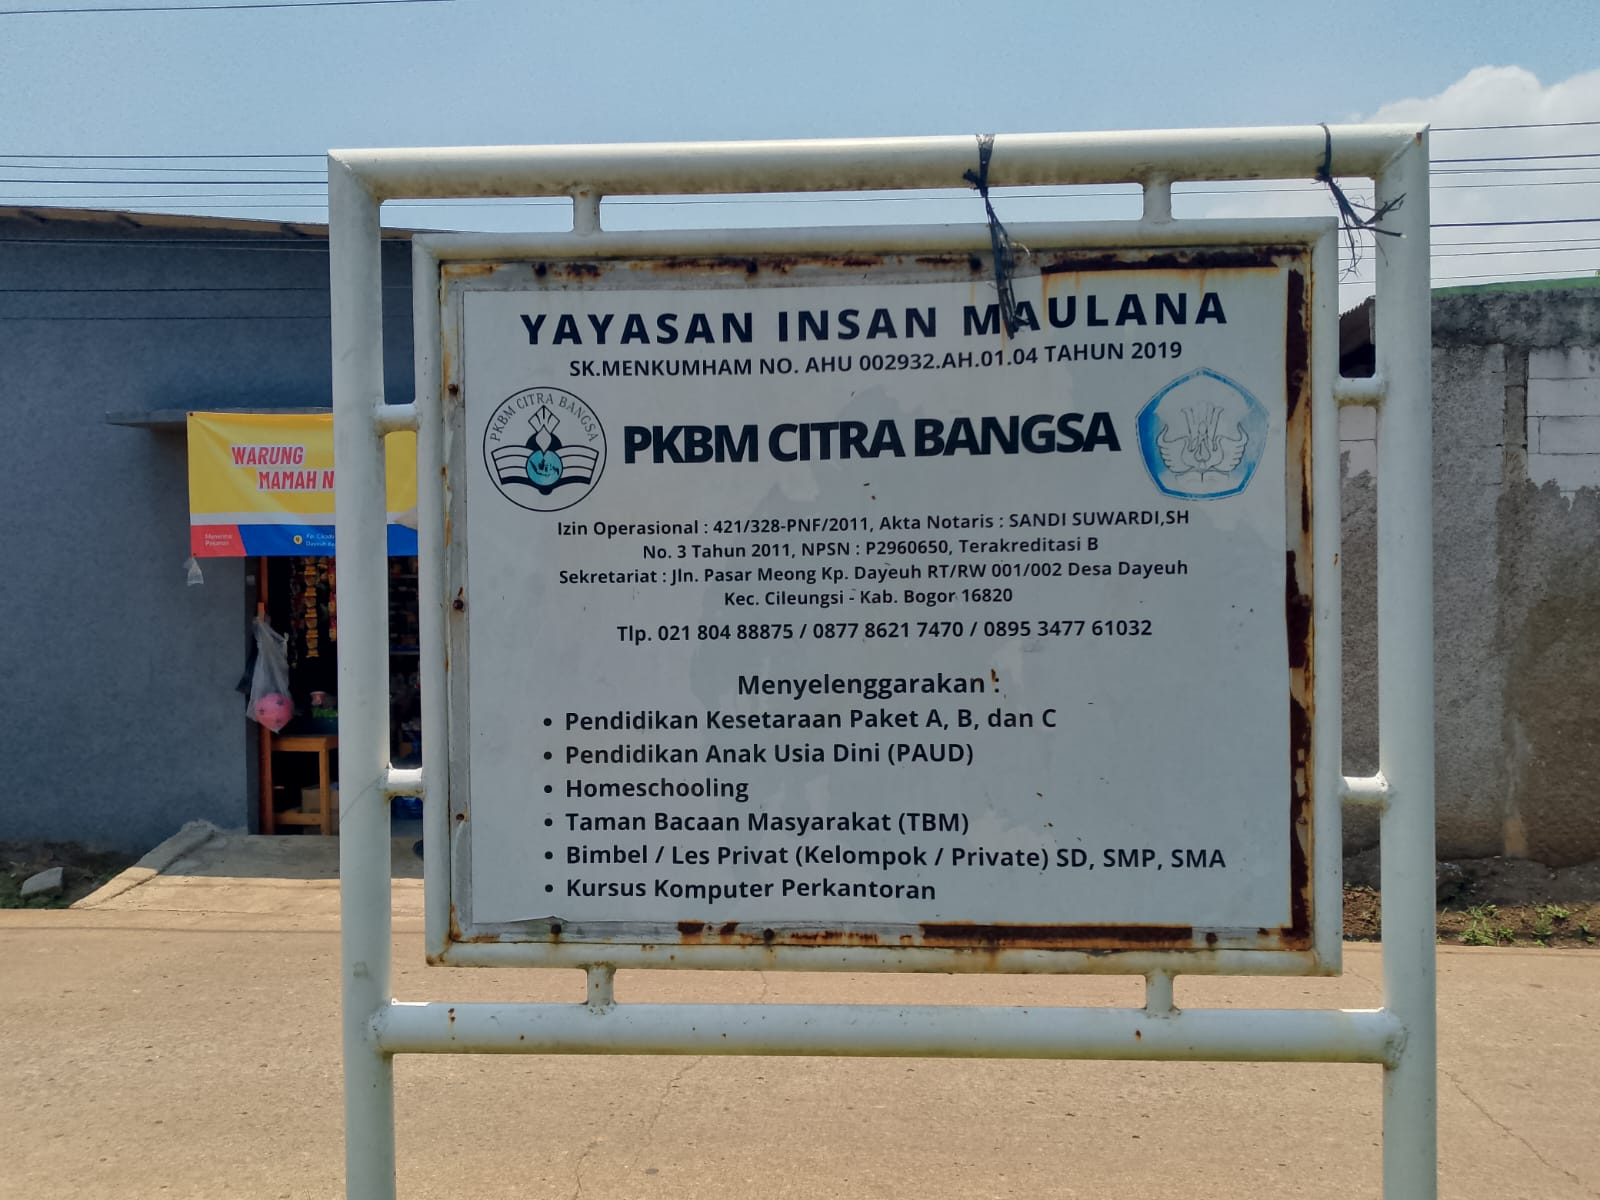 YAYASAN INSAN MAULANA
SK.MENKUMHAM NO. AHU 002932.AH.01.04 TAHUN 2019
PKBM CITRA BANGSA
PKBM CITRA BANGSA
Izin Operasional : 421/328-PNF/2011, Akta Notaris : SANDI SUWARDI,SH
No. 3 Tahun 2011, NPSN : P2960650, Terakreditasi B
Sekretariat : Jln. Pasar Meong Kp. Dayeuh RT/RW 001/002 Desa Dayeuh
Kec. Cileungsi - Kab. Bogor 16820
Tlp. 021 804 88875 / 0877 8621 7470 / 0895 3477 61032
Menyelenggarakan :
• Pendidikan Kesetaraan Paket A, B, dan C
• Pendidikan Anak Usia Dini (PAUD)
• Homeschooling
• Taman Bacaan Masyarakat (TBM)
• Bimbel / Les Privat (Kelompok / Private) SD, SMP, SMA
• Kursus Komputer Perkantoran
WARUNG
MAMAH N
Menerima
Pesanan